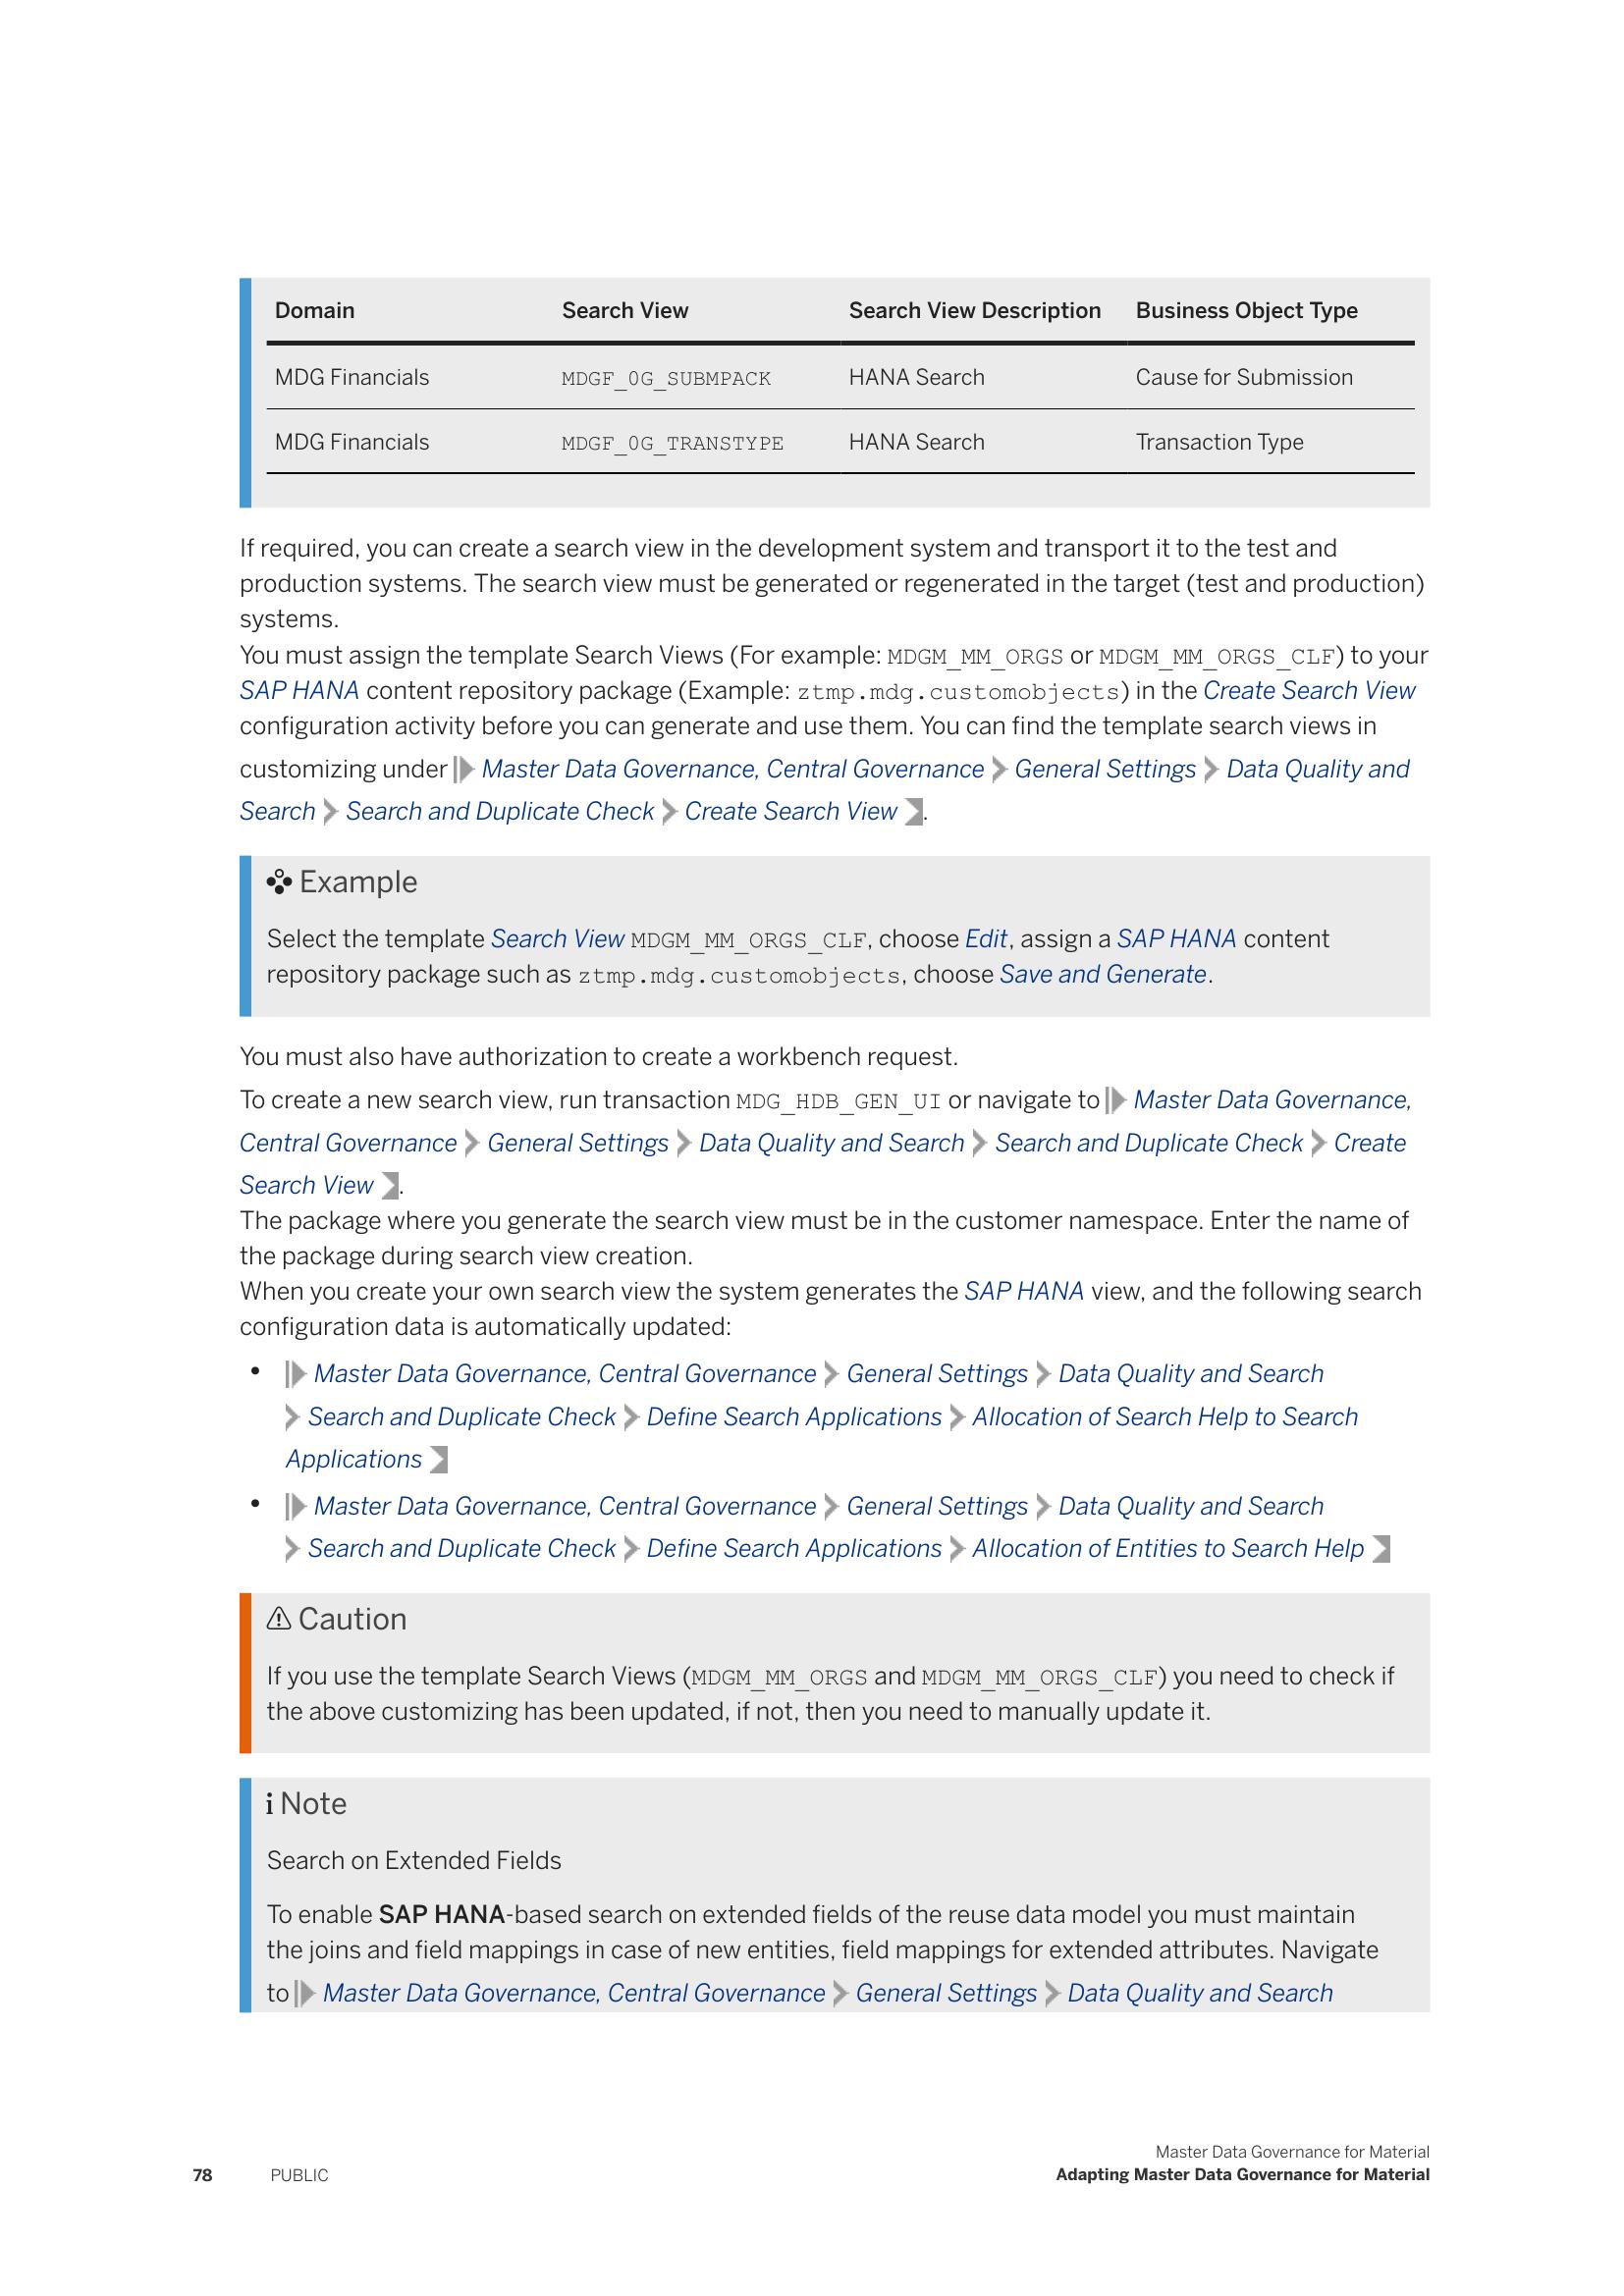 Domain Search View Search View Description Business Object Type
MDG Financials MDGF_0G_SUBMPACK HANA Search Cause for Submission
MDG Financials MDGF_0G_TRANSTYPE HANA Search Transaction Type
If required, you can create a search view in the development system and transport it to the test and
production systems. The search view must be generated or regenerated in the target (test and production)
systems.
You must assign the template Search Views (For example: MDGM_MM_ORGS or MDGM_MM_ORGS_CLF) to your
SAP HANA content repository package (Example: ztmp.mdg.customobjects) in the Create Search View
configuration activity before you can generate and use them. You can find the template search views in
customizing under Master Data Governance, Central Governance General Settings Data Quality and
Search Search and Duplicate Check Create Search View .
Example
Select the template Search View MDGM_MM_ORGS_CLF, choose Edit, assign a SAP HANA content
repository package such as ztmp.mdg.customobjects, choose Save and Generate.
You must also have authorization to create a workbench request.
To create a new search view, run transaction MDG_HDB_GEN_UI or navigate to Master Data Governance,
Central Governance General Settings Data Quality and Search Search and Duplicate Check Create
Search View .
The package where you generate the search view must be in the customer namespace. Enter the name of
the package during search view creation.
When you create your own search view the system generates the SAP HANA view, and the following search
configuration data is automatically updated:
• Master Data Governance, Central Governance General Settings Data Quality and Search
Search and Duplicate Check Define Search Applications Allocation of Search Help to Search
Applications
• Master Data Governance, Central Governance General Settings Data Quality and Search
Search and Duplicate Check Define Search Applications Allocation of Entities to Search Help
Caution
If you use the template Search Views (MDGM_MM_ORGS and MDGM_MM_ORGS_CLF) you need to check if
the above customizing has been updated, if not, then you need to manually update it.
i Note
Search on Extended Fields
To enable SAP HANA-based search on extended fields of the reuse data model you must maintain
the joins and field mappings in case of new entities, field mappings for extended attributes. Navigate
to Master Data Governance, Central Governance General Settings Data Quality and Search
Master Data Governance for Material
78 PUBLIC Adapting Master Data Governance for Material